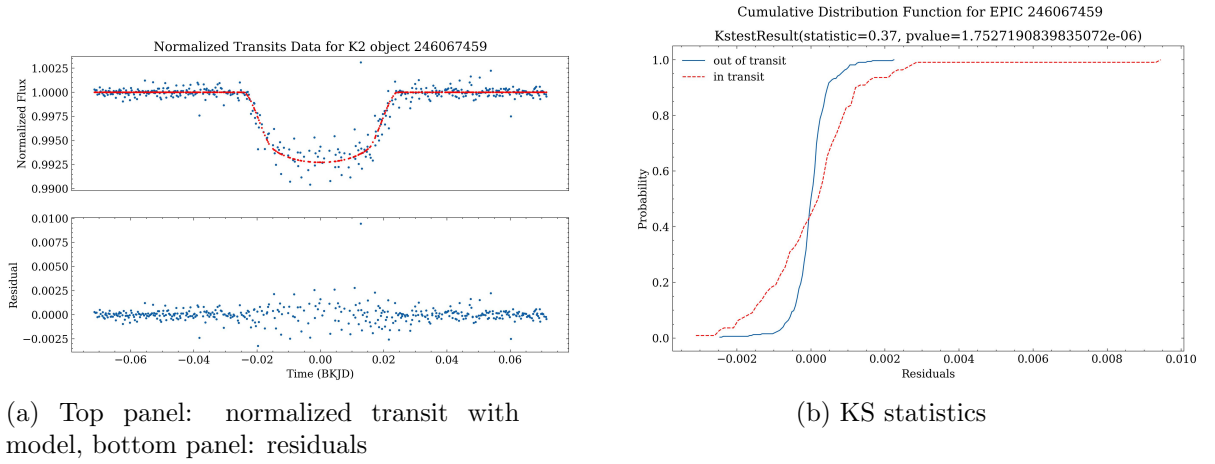 Normalized Transits Data for K2 object 246067459
1.0025
1.0000
0.9975
0.9950
0.9925
0.9900
Normalized Flux
0.0100
0.0075
0.0050
0.0025
0.0000
−0.0025
Residual
−0.06 −0.04 −0.02 0.00 0.02 0.04 0.06
Time (BKJD)
(a) Top panel: normalized transit with
model, bottom panel: residuals
Cumulative Distribution Function for EPIC 246067459
KstestResult(statistic=0.37, pvalue=1.7527190839835072e-06)
out of transit
in transit
1.0
0.8
0.6
0.4
0.2
0.0
Probability
−0.002 0.000 0.002 0.004 0.006 0.008 0.010
Residuals
(b) KS statistics